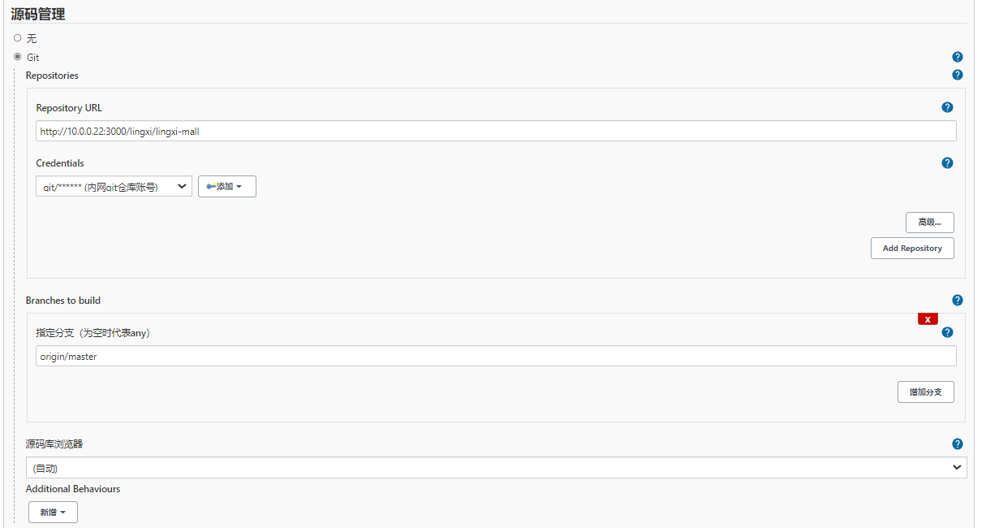 源码管理
无
Git
Repositories
Repository URL
http://10.0.0.22:3000/lingxi/lingxi-mall
Credentials
git/****** (内网git仓库账号)
添加
高级...
Add Repository
Branches to build
X
指定分支（为空时代表any）
origin/master
增加分支
源码库浏览器
(自动)
Additional Behaviours
新增